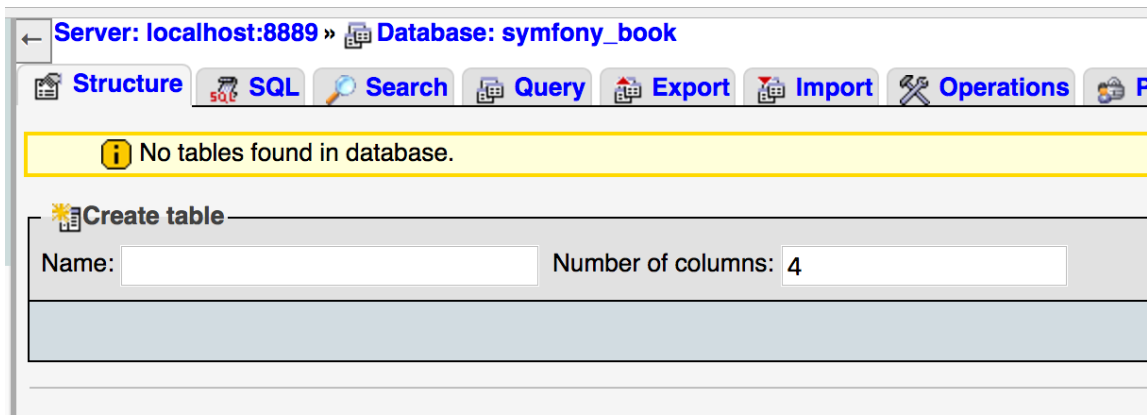 ← Server: localhost:8889 » Database: symfony_book
Structure SQL Search Query Export Import Operations P
No tables found in database.
Create table
Name: Number of columns: 4